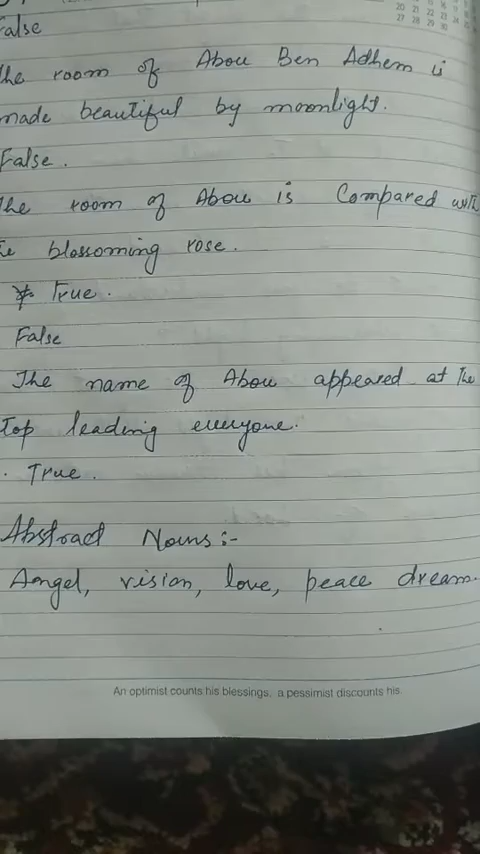 False
The room of Abou Ben Adhem is
made beautiful by moonlight.
False.
The room of Abou is Compared with
blossoming rose.
True.
False
The name of Abou appeared at the
top leading everyone.
True.
Abstract Nouns:-
Angel, vision, love, peace dream.
An optimist counts his blessings, a pessimist discounts his.